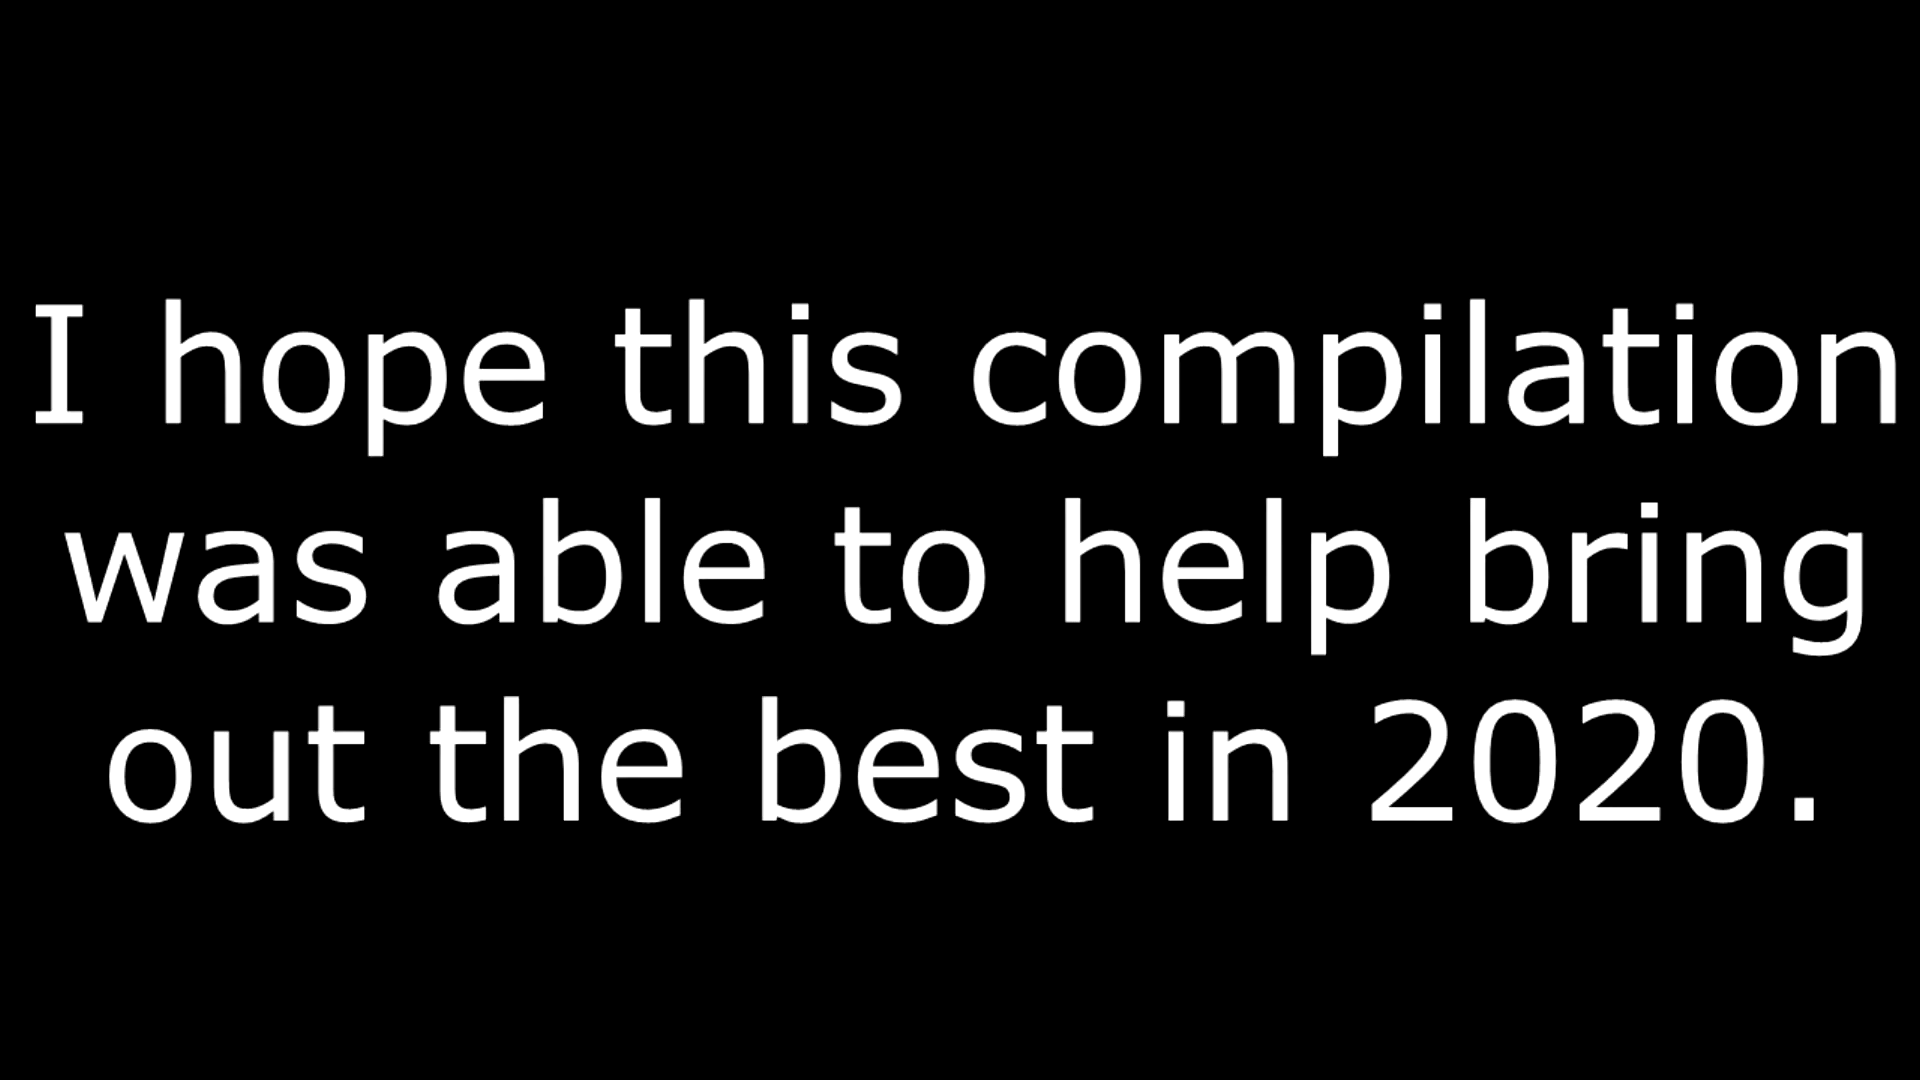 I hope this compilation
was able to help bring
out the best in 2020.